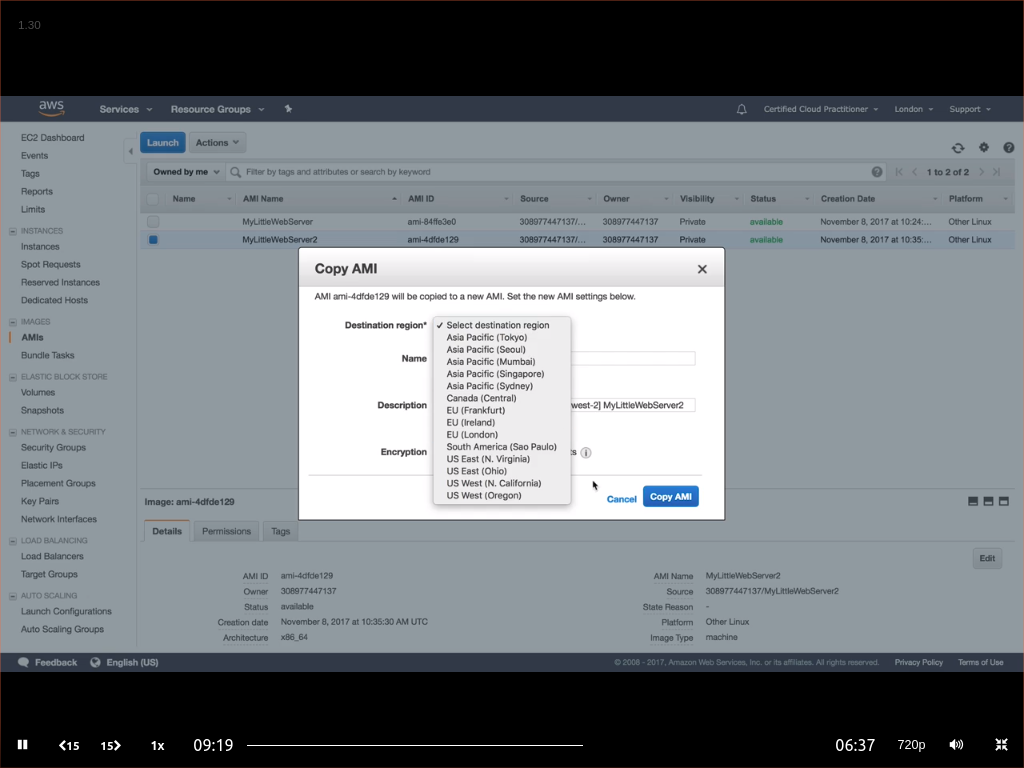 1.30
aws Services Resource Groups Certified Cloud Practitioner London Support
EC2 Dashboard
Events
Tags
Reports
Limits
INSTANCES
Instances
Spot Requests
Reserved Instances
Dedicated Hosts
IMAGES
AMIs
Bundle Tasks
ELASTIC BLOCK STORE
Volumes
Snapshots
NETWORK & SECURITY
Security Groups
Elastic IPs
Placement Groups
Key Pairs
Network Interfaces
LOAD BALANCING
Load Balancers
Target Groups
AUTO SCALING
Launch Configurations
Auto Scaling Groups
Launch Actions
Owned by me Filter by tags and attributes or search by keyword 1 to 2 of 2
Name AMI Name AMI ID Source Owner Visibility Status Creation Date Platform
MyLittleWebServer ami-84ffe3e0 308977447137/... 308977447137 Private available November 8, 2017 at 10:24:... Other Linux
MyLittleWebServer2 ami-4dfde129 308977447137/... 308977447137 Private available November 8, 2017 at 10:35:... Other Linux
Copy AMI
AMI ami-4dfde129 will be copied to a new AMI. Set the new AMI settings below.
Destination region* ✓ Select destination region
Asia Pacific (Tokyo)
Asia Pacific (Seoul)
Asia Pacific (Mumbai)
Asia Pacific (Singapore)
Asia Pacific (Sydney)
Canada (Central)
EU (Frankfurt)
EU (Ireland)
EU (London)
South America (Sao Paulo)
US East (N. Virginia)
US East (Ohio)
US West (N. California)
US West (Oregon)
Name
Description west-2] MyLittleWebServer2
Encryption
Cancel Copy AMI
Image: ami-4dfde129
Details Permissions Tags
Edit
AMI ID ami-4dfde129 AMI Name MyLittleWebServer2
Owner 308977447137 Source 308977447137/MyLittleWebServer2
Status available State Reason -
Creation date November 8, 2017 at 10:35:30 AM UTC Platform Other Linux
Architecture x86_64 Image Type machine
Feedback English (US) © 2008 - 2017, Amazon Web Services, Inc. or its affiliates. All rights reserved. Privacy Policy Terms of Use
15 15 1x 09:19 06:37 720p